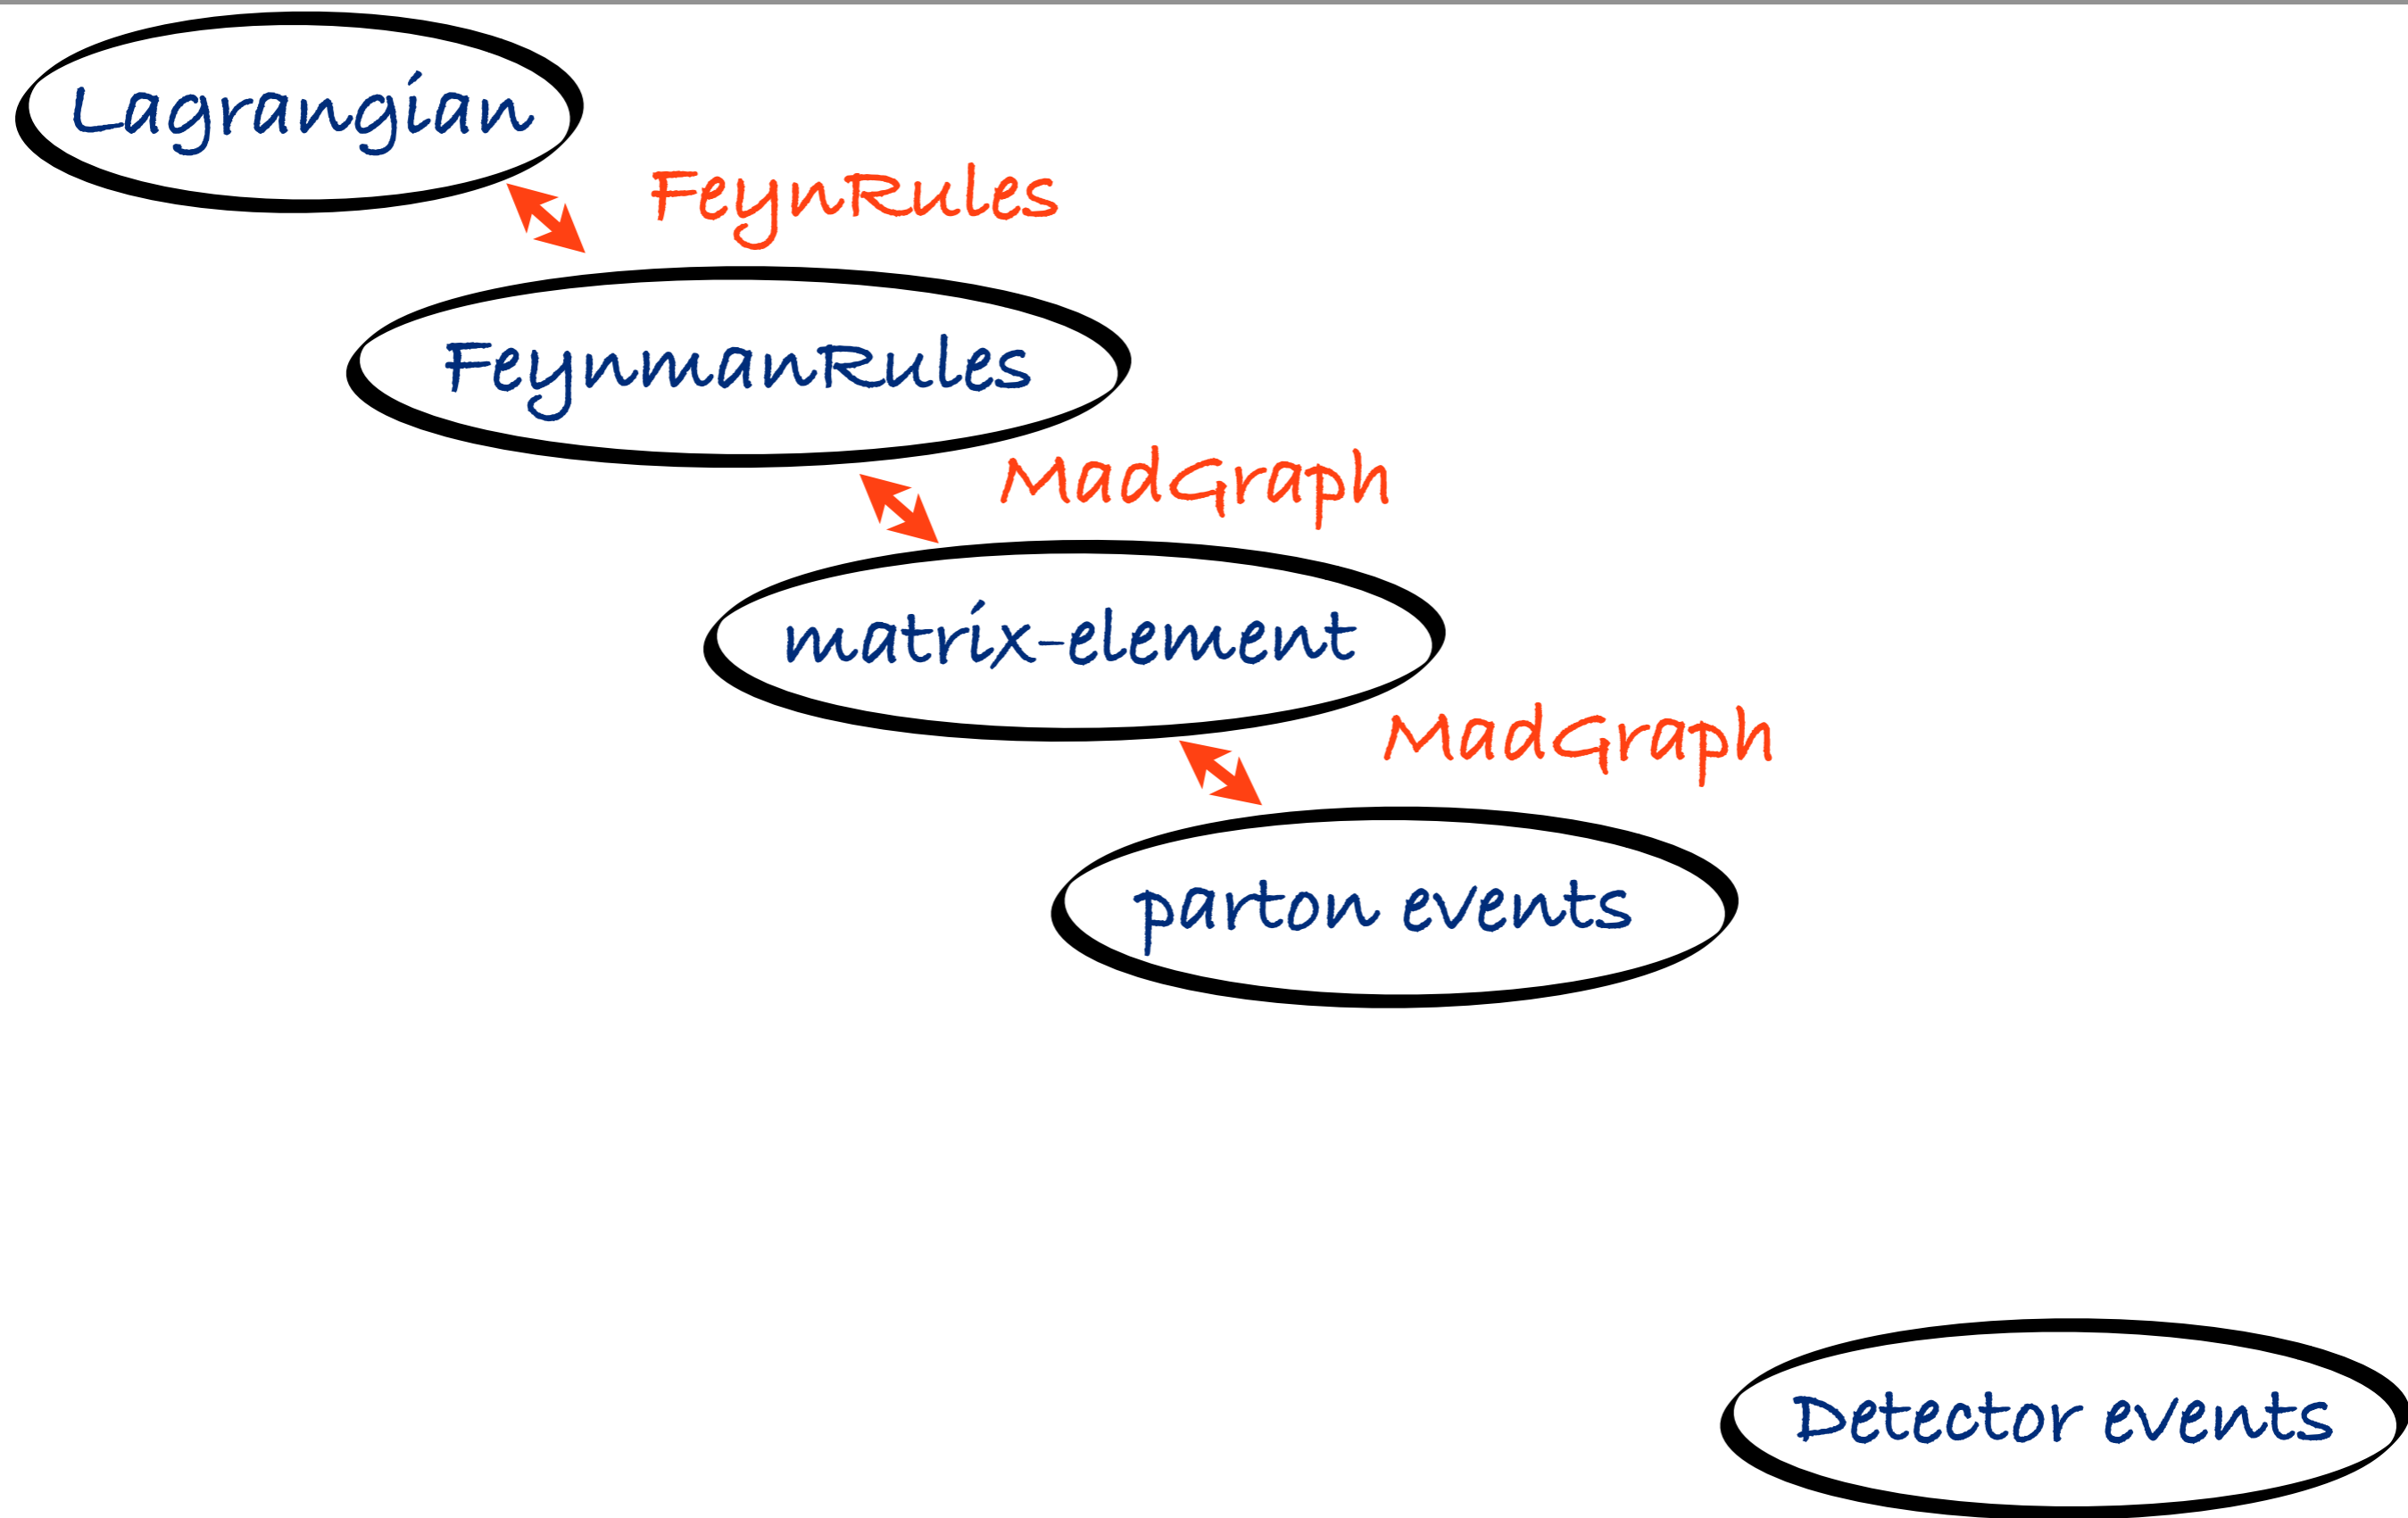 Lagrangian
FeynRules
FeynmanRules
MadGraph
matrix-element
MadGraph
parton events
Detector events